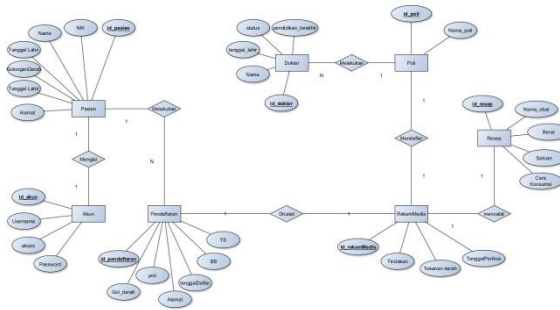 id_pasien
NIK
Nama
Tanggal Lahir
GolonganDarah
Tanggal Lahir
Alamat
Pasien
Melakukan
1
1
N
Mengisi
1
Id_akun
Username
akses
Password
Akun
status
pendidikan_terakhir
tanggal_lahir
Nama
id_dokter
Dokter
N
Melakukan
1
id_poli
Nama_poli
Poli
1
Mendaftar
1
id_resep
Nama_obat
Berat
Satuan
Cara
Konsumsi
Resep
1
mencatat
1
Pendaftaran
1
Dicatat
1
RekamMedis
id_pendaftaran
Gol_darah
poli
Alamat
tanggalDaftar
BB
TB
id_rekamMedis
Tindakan
Tekanan darah
TanggalPeriksa